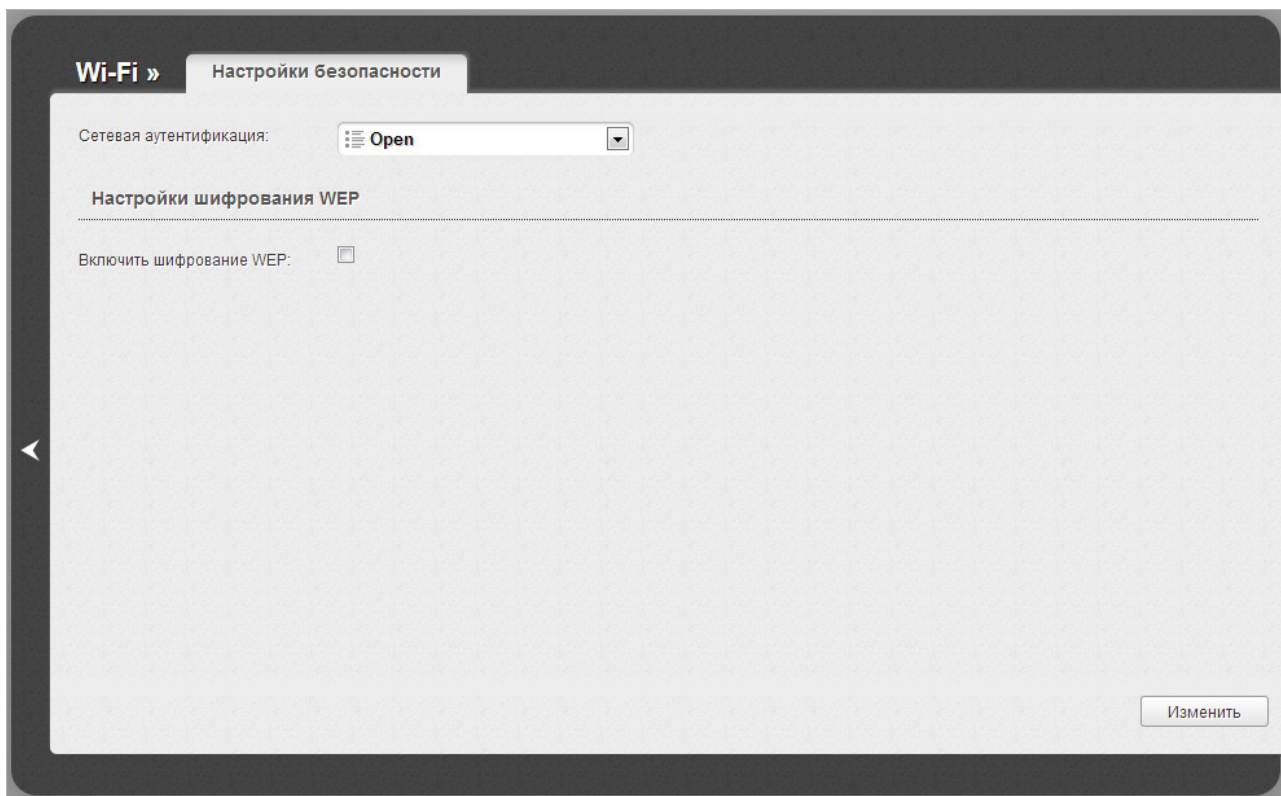 Wi-Fi » Настройки безопасности
Сетевая аутентификация: Open
Настройки шифрования WEP
Включить шифрование WEP:
Изменить